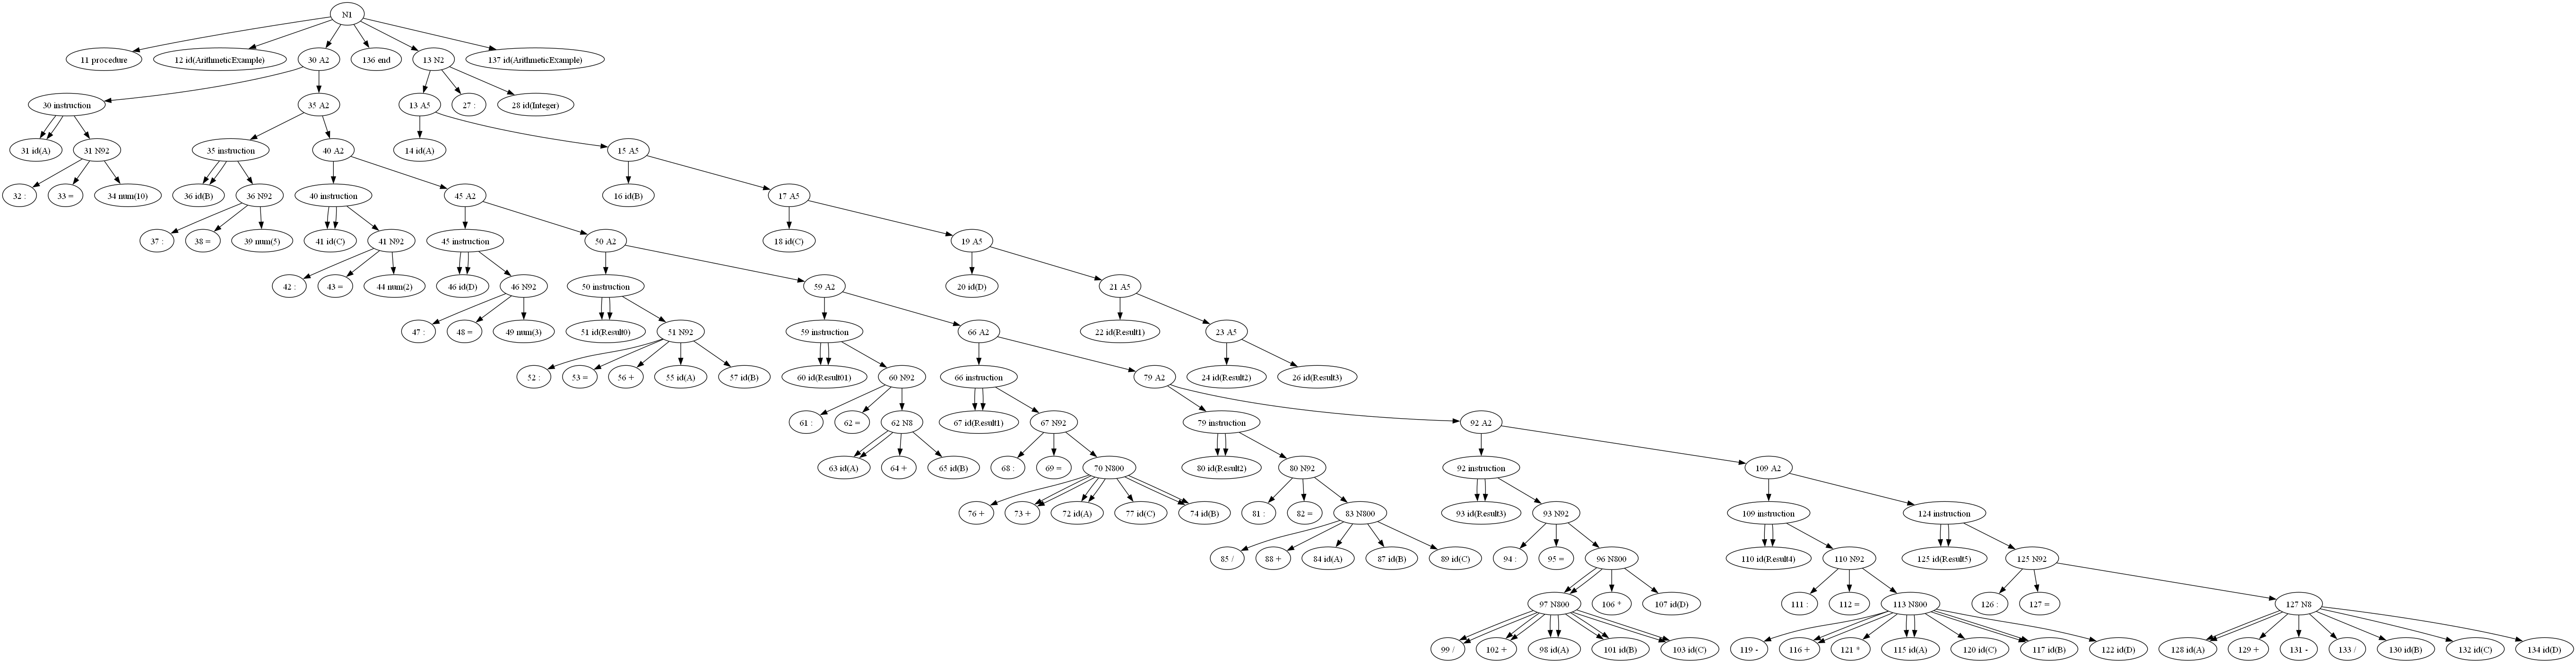 N1
11 procedure
12 id(ArithmeticExample)
30 A2
136 end
13 N2
137 id(ArithmeticExample)
30 instruction
35 A2
13 A5
27 :
28 id(Integer)
31 id(A)
31 N92
35 instruction
40 A2
14 id(A)
15 A5
32 :
33 =
34 num(10)
36 id(B)
36 N92
40 instruction
45 A2
16 id(B)
17 A5
37 :
38 =
39 num(5)
41 id(C)
41 N92
45 instruction
50 A2
18 id(C)
19 A5
42 :
43 =
44 num(2)
46 id(D)
46 N92
50 instruction
59 A2
20 id(D)
21 A5
47 :
48 =
49 num(3)
51 id(Result0)
51 N92
59 instruction
66 A2
22 id(Result1)
23 A5
52 :
53 =
56 +
55 id(A)
57 id(B)
60 id(Result01)
60 N92
66 instruction
79 A2
24 id(Result2)
26 id(Result3)
61 :
62 =
62 N8
67 id(Result1)
67 N92
79 instruction
92 A2
63 id(A)
64 +
65 id(B)
68 :
69 =
70 N800
80 id(Result2)
80 N92
92 instruction
109 A2
76 +
73 +
72 id(A)
77 id(C)
74 id(B)
81 :
82 =
83 N800
93 id(Result3)
93 N92
109 instruction
124 instruction
85 /
88 +
84 id(A)
87 id(B)
89 id(C)
94 :
95 =
96 N800
110 id(Result4)
110 N92
125 id(Result5)
125 N92
97 N800
106 *
107 id(D)
111 :
112 =
113 N800
126 :
127 =
127 N8
99 /
102 +
98 id(A)
101 id(B)
103 id(C)
119 -
116 +
121 *
115 id(A)
120 id(C)
117 id(B)
122 id(D)
128 id(A)
129 +
131 -
133 /
130 id(B)
132 id(C)
134 id(D)